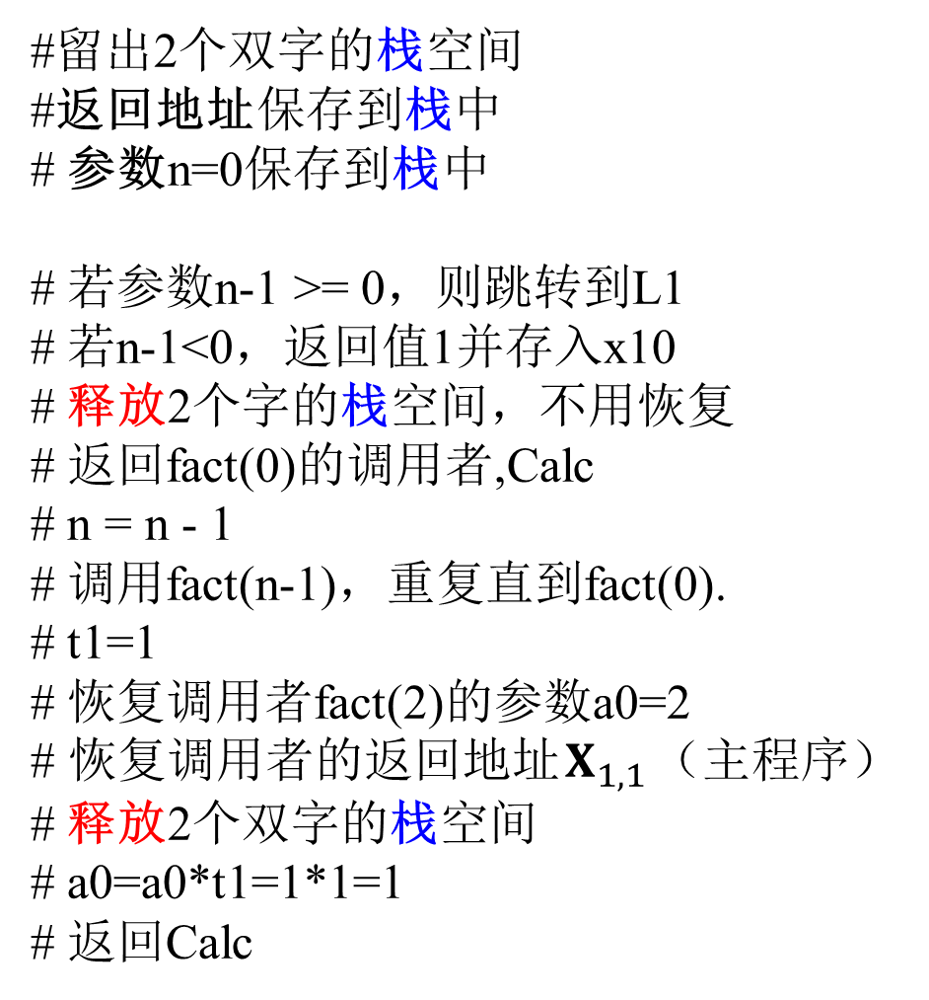 #留出2个双字的栈空间
#返回地址保存到栈中
# 参数n=0保存到栈中
# 若参数n-1 >= 0，则跳转到L1
# 若n-1<0，返回值1并存入x10
# 释放2个字的栈空间，不用恢复
# 返回fact(0)的调用者,Calc
# n = n - 1
# 调用fact(n-1)，重复直到fact(0).
# t1=1
# 恢复调用者fact(2)的参数a0=2
# 恢复调用者的返回地址X1,1（主程序）
# 释放2个双字的栈空间
# a0=a0*t1=1*1=1
# 返回Calc